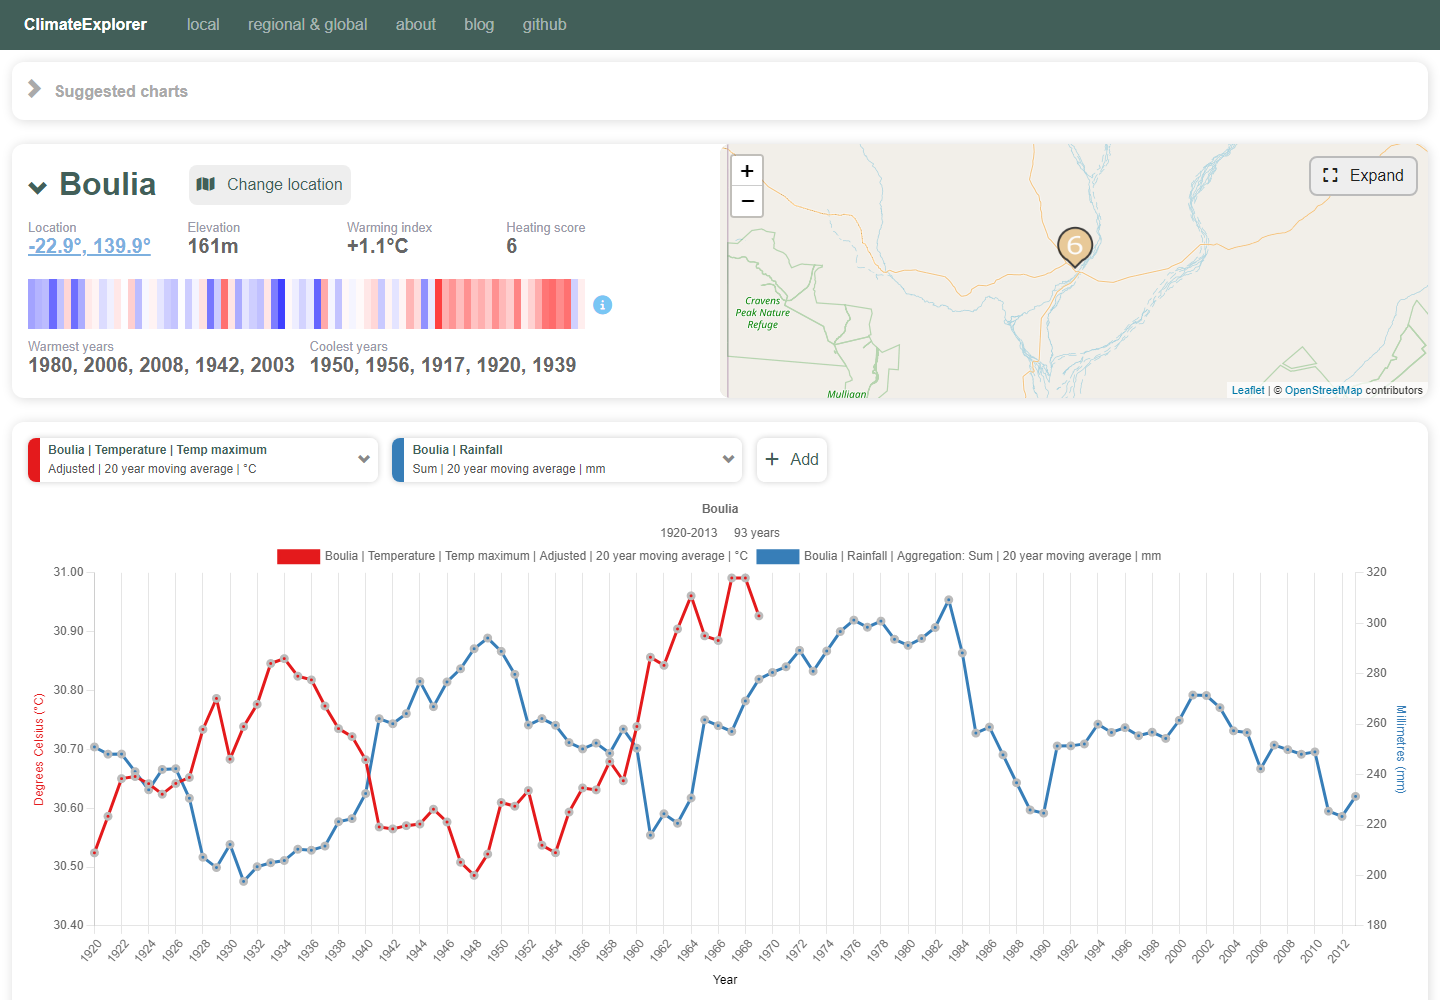 ClimateExplorer local regional & global about blog github
Suggested charts
Boulia Change location
Location Elevation Warming index Heating score
-22.9°, 139.9° 161m +1.1°C 6
Warmest years Coolest years
1980, 2006, 2008, 1942, 2003 1950, 1956, 1917, 1920, 1939
+
−
Expand
6
Cravens
Peak Nature
Refuge
Mulligan
Leaflet | © OpenStreetMap contributors
Boulia | Temperature | Temp maximum
Adjusted | 20 year moving average | °C
Boulia | Rainfall
Sum | 20 year moving average | mm
+ Add
Boulia
1920-2013 93 years
Boulia | Temperature | Temp maximum | Adjusted | 20 year moving average | °C Boulia | Rainfall | Aggregation: Sum | 20 year moving average | mm
Degrees Celsius (°C)
31.00
30.90
30.80
30.70
30.60
30.50
30.40
320
300
280
260
240
220
200
180
Millimetres (mm)
1920 1922 1924 1926 1928 1930 1932 1934 1936 1938 1940 1942 1944 1946 1948 1950 1952 1954 1956 1958 1960 1962 1964 1966 1968 1970 1972 1974 1976 1978 1980 1982 1984 1986 1988 1990 1992 1994 1996 1998 2000 2002 2004 2006 2008 2010 2012
Year